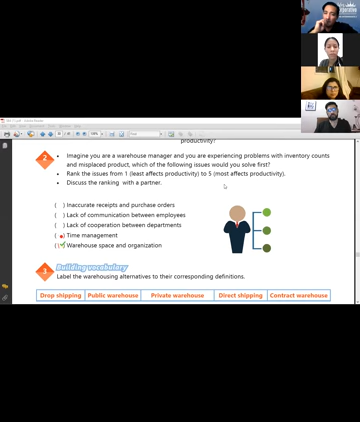 productivity?
2
• Imagine you are a warehouse manager and you are experiencing problems with inventory counts
and misplaced product, which of the following issues would you solve first?
• Rank the issues from 1 (least affects productivity) to 5 (most affects productivity).
• Discuss the ranking with a partner.
( ) Inaccurate receipts and purchase orders
( ) Lack of communication between employees
( ) Lack of cooperation between departments
( ) Time management
( ) Warehouse space and organization
3
Building vocabulary
Label the warehousing alternatives to their corresponding definitions.
Drop shipping Public warehouse Private warehouse Direct shipping Contract warehouse